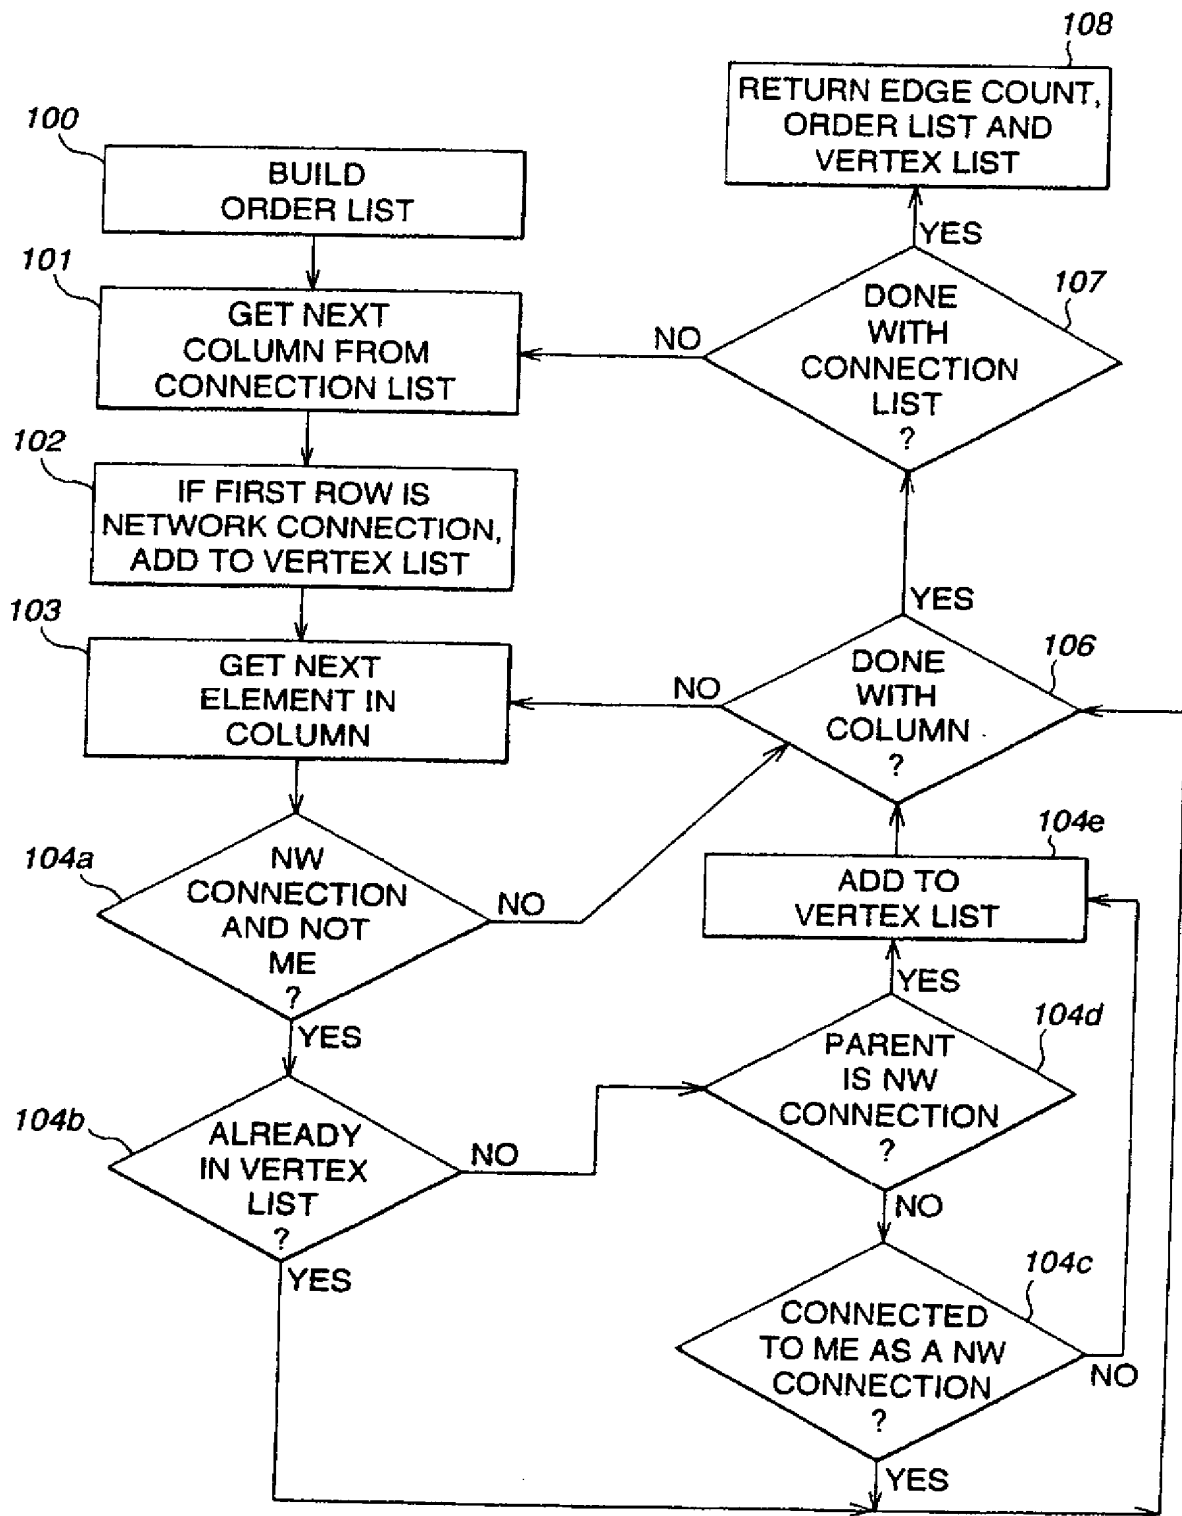 100
BUILD
ORDER LIST
101
GET NEXT
COLUMN FROM
CONNECTION LIST
102
IF FIRST ROW IS
NETWORK CONNECTION,
ADD TO VERTEX LIST
103
GET NEXT
ELEMENT IN
COLUMN
104a
NW
CONNECTION
AND NOT
ME
?
NO
YES
104b
ALREADY
IN VERTEX
LIST
?
NO
YES
108
RETURN EDGE COUNT,
ORDER LIST AND
VERTEX LIST
YES
107
DONE
WITH
CONNECTION
LIST
?
NO
YES
106
DONE
WITH
COLUMN
?
NO
104e
ADD TO
VERTEX LIST
YES
104d
PARENT
IS NW
CONNECTION
?
NO
104c
CONNECTED
TO ME AS A NW
CONNECTION
?
NO
YES